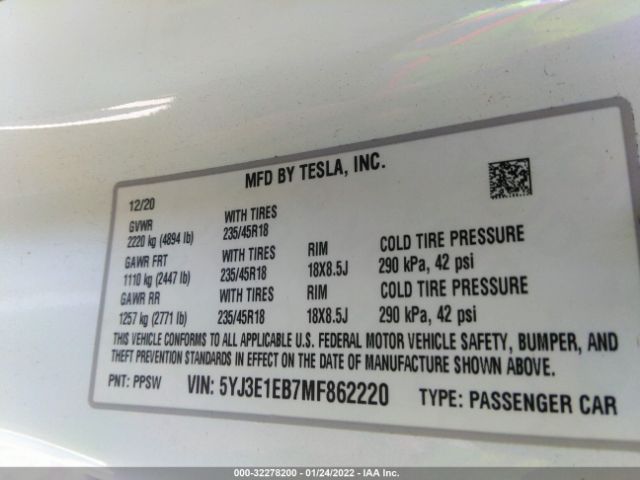 MFD BY TESLA, INC.
12/20
GVWR WITH TIRES
2220 kg (4894 lb) 235/45R18
GAWR FRT WITH TIRES RIM COLD TIRE PRESSURE
1110 kg (2447 lb) 235/45R18 18X8.5J 290 kPa, 42 psi
GAWR RR WITH TIRES RIM COLD TIRE PRESSURE
1257 kg (2771 lb) 235/45R18 18X8.5J 290 kPa, 42 psi
THIS VEHICLE CONFORMS TO ALL APPLICABLE U.S. FEDERAL MOTOR VEHICLE SAFETY, BUMPER, AND
THEFT PREVENTION STANDARDS IN EFFECT ON THE DATE OF MANUFACTURE SHOWN ABOVE.
PNT: PPSW VIN: 5YJ3E1EB7MF862220 TYPE: PASSENGER CAR
000-32278200 - 01/24/2022 - IAA Inc.